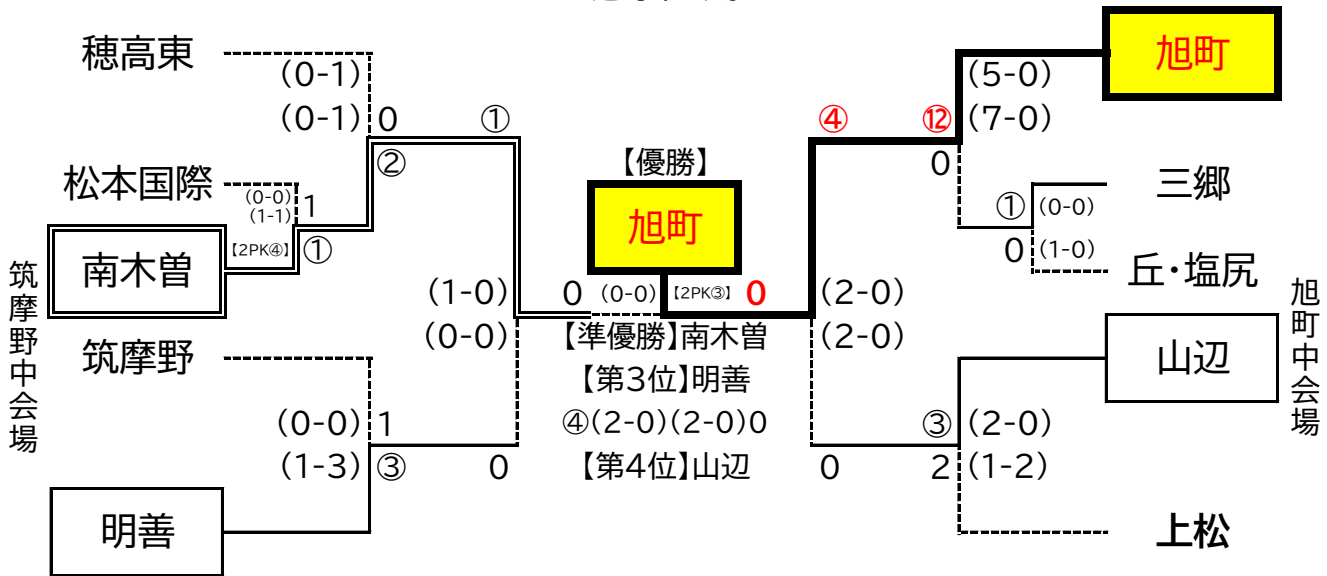 穂高東
(0-1)
(0-1)
0
①
②
松本国際
(0-0)
(1-1)
1
【2PK④】
①
南木曽
筑摩野中会場
筑摩野
(1-0)
(0-0)
(0-0)
1
(1-3)
③
0
明善
【優勝】
旭町
0
(0-0)
【2PK③】
0
【準優勝】南木曽
【第3位】明善
④(2-0)(2-0)0
【第4位】山辺
旭町
(5-0)
(7-0)
④
⑫
0
三郷
①
(0-0)
0
(1-0)
丘・塩尻
(2-0)
(2-0)
旭町中会場
山辺
③
(2-0)
0
2
(1-2)
上松